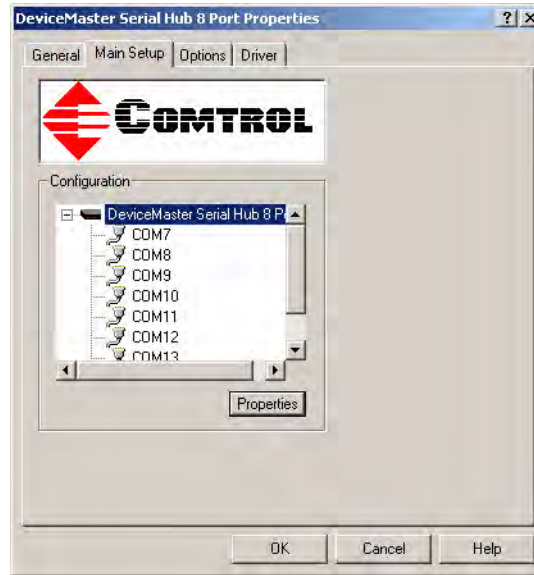 DeviceMaster Serial Hub 8 Port Properties
General
Main Setup
Options
Driver
COMTROL
Configuration
DeviceMaster Serial Hub 8 P
COM7
COM8
COM9
COM10
COM11
COM12
COM13
Properties
OK
Cancel
Help